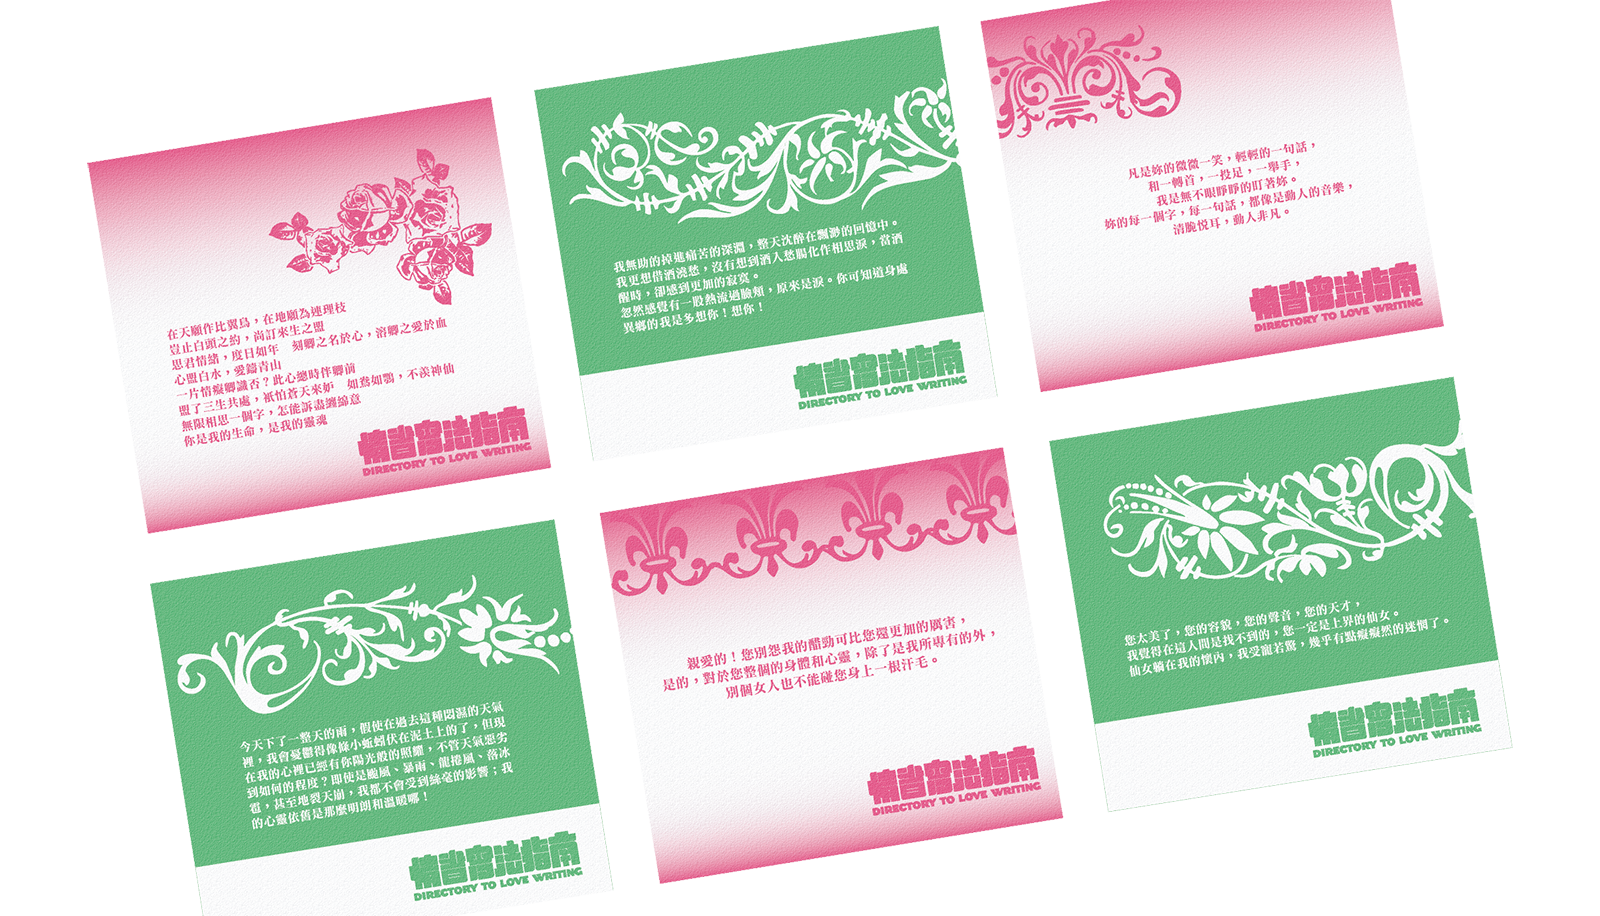 在天願作比翼鳥，在地願為連理枝
豈止白頭之約，尚訂來生之盟
思君情緒，度日如年　刻卿之名於心，溶卿之愛於血
心盟白水，愛鑄青山
一片情癡卿識否？此心總時伴卿前
盟了三生共處，衹怕蒼天來妒　如鴛如鶚，不羨神仙
無限相思一個字，怎能訴盡纏綿意
你是我的生命，是我的靈魂
情書寫法指南
DIRECTORY TO LOVE WRITING
我無助的掉進痛苦的深淵，整天沈醉在飄渺的回憶中。
我更想借酒澆愁，沒有想到酒入愁腸化作相思淚，當酒
醒時，卻感到更加的寂寞。
忽然感覺有一股熱流過臉頰，原來是淚。你可知道身處
異鄉的我是多想你！想你！
情書寫法指南
DIRECTORY TO LOVE WRITING
凡是妳的微微一笑，輕輕的一句話，
和一轉首，一投足，一舉手，
我是無不眼睜睜的盯著妳。
妳的每一個字，每一句話，都像是動人的音樂，
清脆悅耳，動人非凡。
情書寫法指南
DIRECTORY TO LOVE WRITING
今天下了一整天的雨，假使在過去這種悶濕的天氣
裡，我會憂鬱得像條小蚯蚓伏在泥土上的了，但現
在我的心裡已經有你陽光般的照耀，不管天氣惡劣
到如何的程度？即使是颱風、暴雨、龍捲風、落冰
雹，甚至地裂天崩，我都不會受到絲毫的影響；我
的心靈依舊是那麼明朗和溫暖哪！
情書寫法指南
DIRECTORY TO LOVE WRITING
親愛的！您別怨我的醋勁可比您還更加的厲害，
是的，對於您整個的身體和心靈，除了是我所專有的外，
別個女人也不能碰您身上一根汗毛。
情書寫法指南
DIRECTORY TO LOVE WRITING
您太美了，您的容貌，您的聲音，您的天才，
我覺得在這人間是找不到的，您一定是上界的仙女。
仙女躺在我的懷內，我受寵若驚，幾乎有點癡癡然的迷惘了。
情書寫法指南
DIRECTORY TO LOVE WRITING